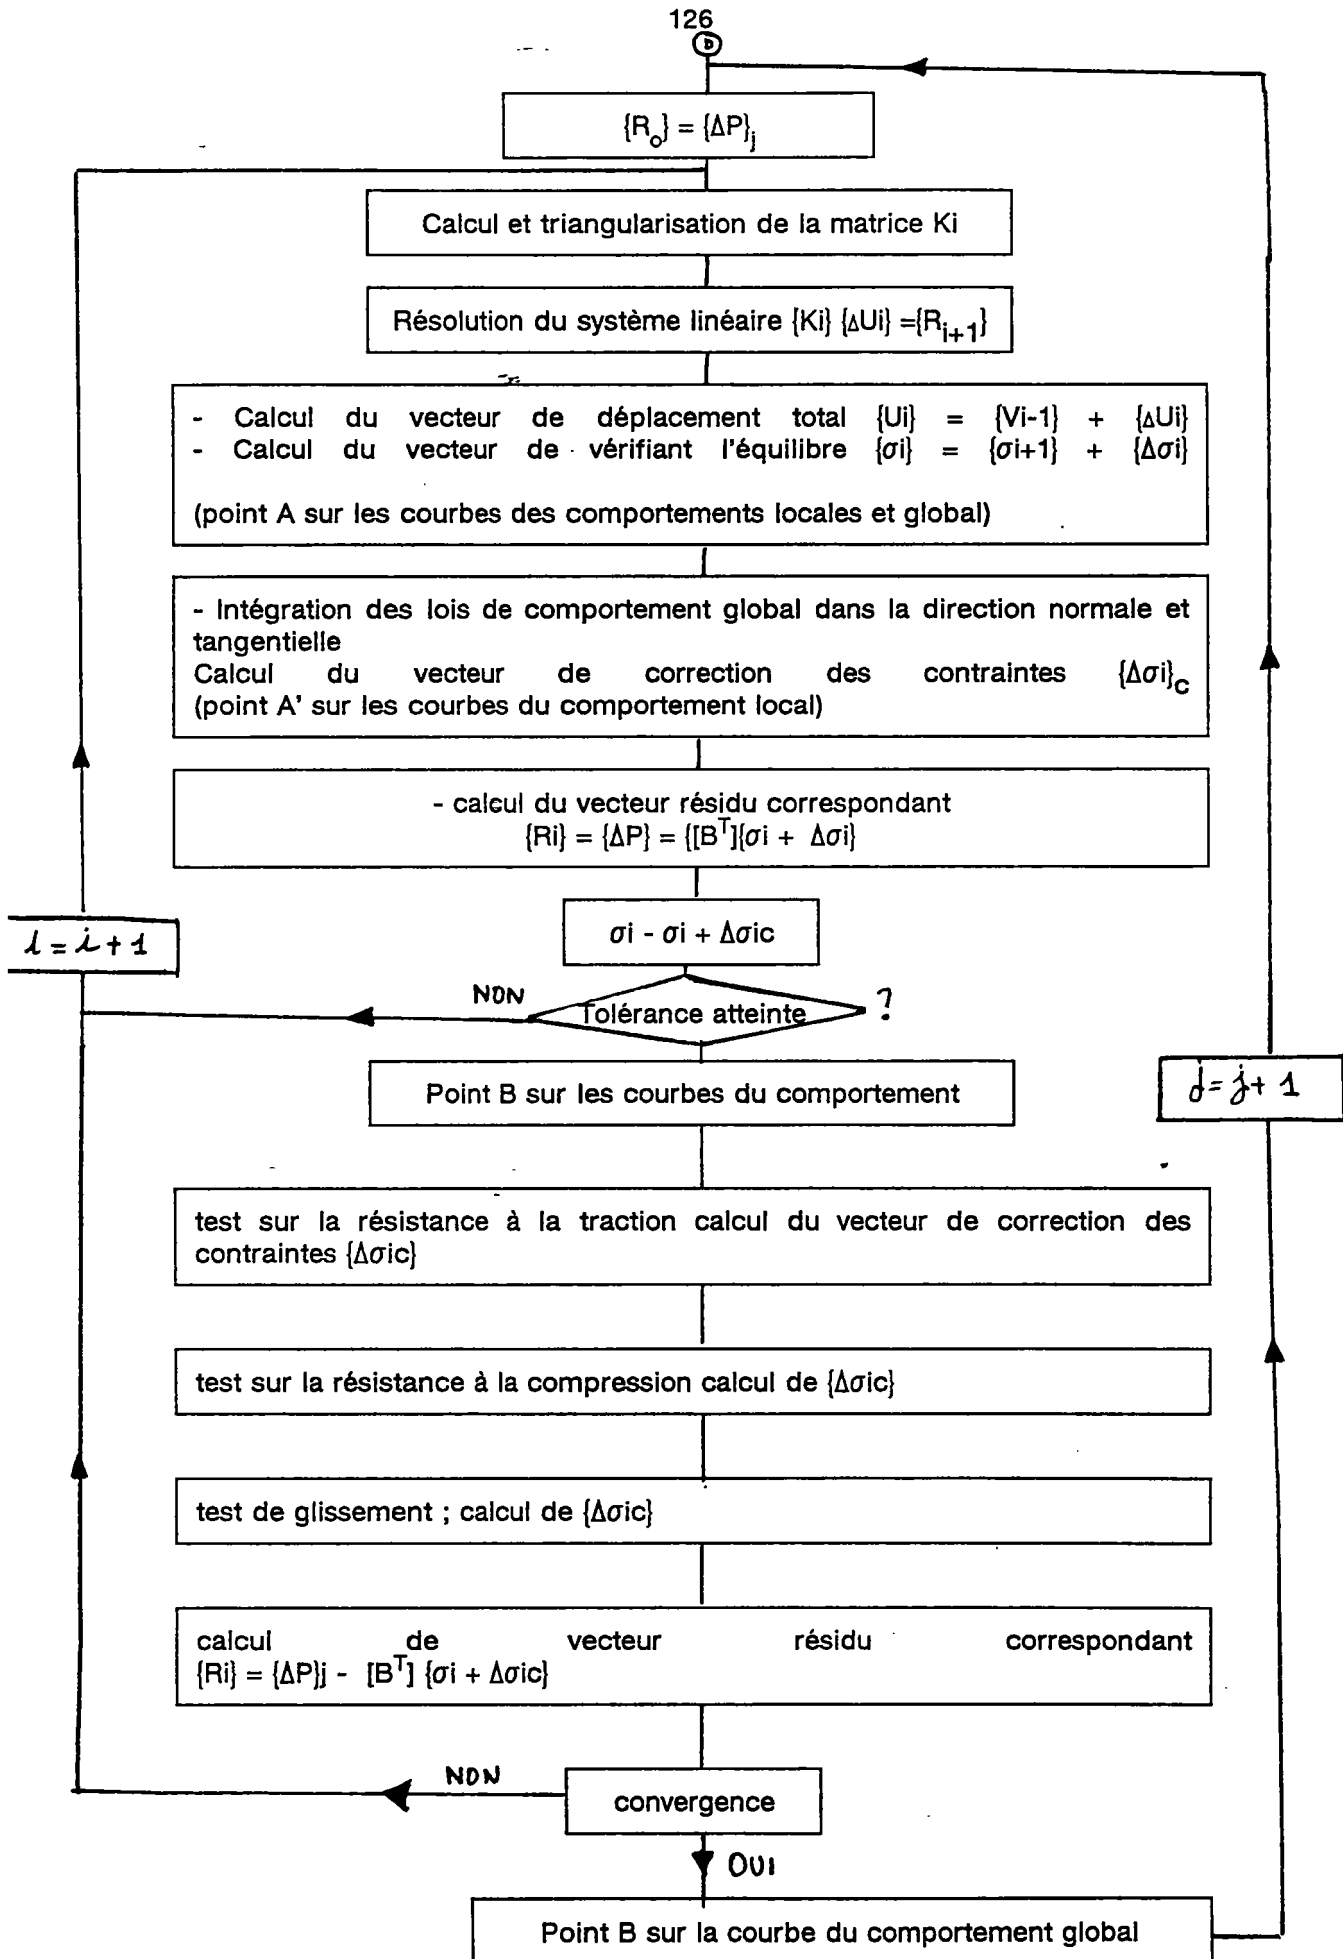 126
D
{R_o} = {ΔP}_j
Calcul et triangularisation de la matrice Ki
Résolution du système linéaire {Ki} {ΔUi} ={R_{i+1}}
- Calcul du vecteur de déplacement total {Ui} = {Vi-1} + {ΔUi}
- Calcul du vecteur de vérifiant l'équilibre {σi} = {σi+1} + {Δσi}
(point A sur les courbes des comportements locales et global)
- Intégration des lois de comportement global dans la direction normale et
tangentielle
Calcul du vecteur de correction des contraintes {Δσi}_c
(point A' sur les courbes du comportement local)
- calcul du vecteur résidu correspondant
{Ri} = {ΔP} = {[B^T]{σi + Δσi}
i = i + 1
σi - σi + Δσic
NON
Tolérance atteinte ?
Point B sur les courbes du comportement
j = j + 1
test sur la résistance à la traction calcul du vecteur de correction des
contraintes {Δσic}
test sur la résistance à la compression calcul de {Δσic}
test de glissement ; calcul de {Δσic}
calcul de vecteur résidu correspondant
{Ri} = {ΔP}j - [B^T] {σi + Δσic}
NON
convergence
OUI
Point B sur la courbe du comportement global